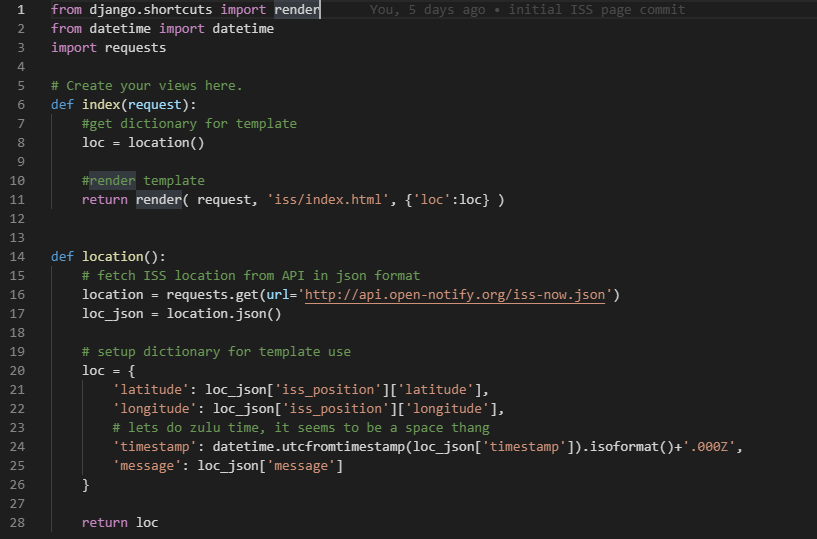 1 from django.shortcuts import render You, 5 days ago • initial ISS page commit
2 from datetime import datetime
3 import requests
4
5 # Create your views here.
6 def index(request):
7     #get dictionary for template
8     loc = location()
9
10     #render template
11     return render( request, 'iss/index.html', {'loc':loc} )
12
13
14 def location():
15     # fetch ISS location from API in json format
16     location = requests.get(url='http://api.open-notify.org/iss-now.json')
17     loc_json = location.json()
18
19     # setup dictionary for template use
20     loc = {
21         'latitude': loc_json['iss_position']['latitude'],
22         'longitude': loc_json['iss_position']['longitude'],
23         # lets do zulu time, it seems to be a space thang
24         'timestamp': datetime.utcfromtimestamp(loc_json['timestamp']).isoformat()+'.000Z',
25         'message': loc_json['message']
26     }
27
28     return loc